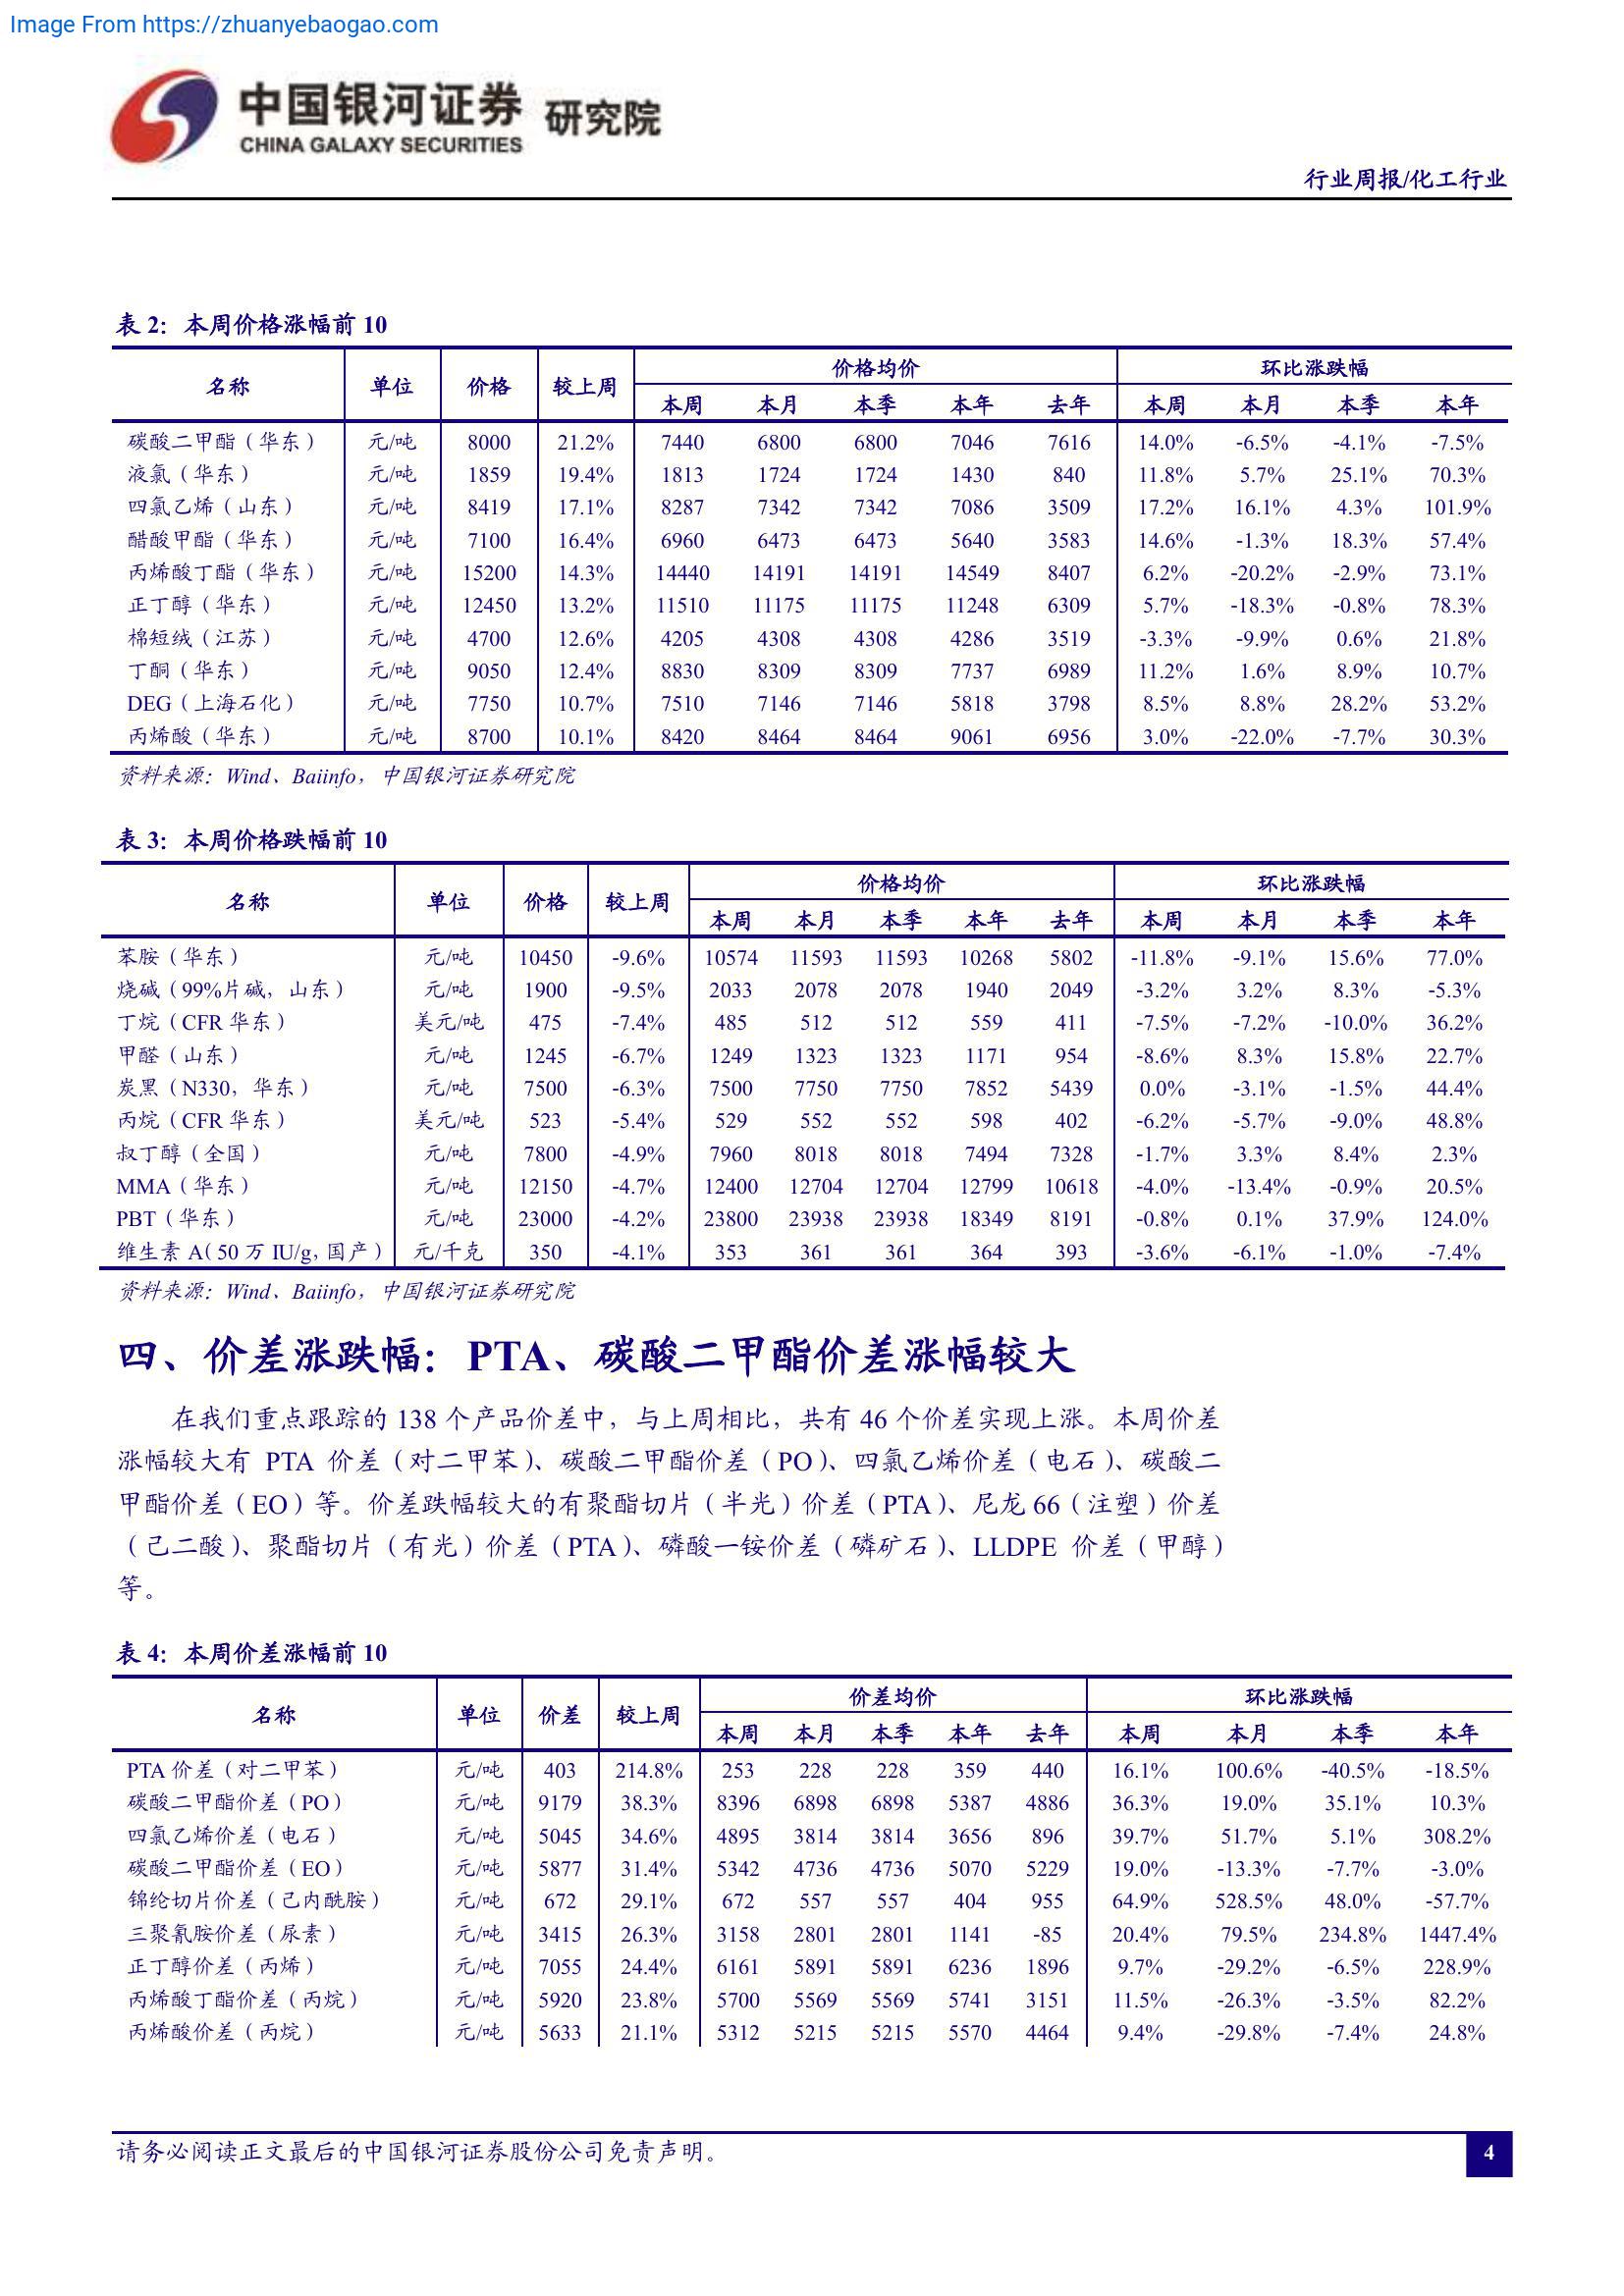 Image From https://zhuanyebaogao.com
中国银河证券 研究院
CHINA GALAXY SECURITIES
行业周报/化工行业
表 2：本周价格涨幅前 10
名称 单位 价格 较上周 价格均价 环比涨跌幅
本周 本月 本季 本年 去年 本周 本月 本季 本年
碳酸二甲酯（华东） 元/吨 8000 21.2% 7440 6800 6800 7046 7616 14.0% -6.5% -4.1% -7.5%
液氯（华东） 元/吨 1859 19.4% 1813 1724 1724 1430 840 11.8% 5.7% 25.1% 70.3%
四氯乙烯（山东） 元/吨 8419 17.1% 8287 7342 7342 7086 3509 17.2% 16.1% 4.3% 101.9%
醋酸甲酯（华东） 元/吨 7100 16.4% 6960 6473 6473 5640 3583 14.6% -1.3% 18.3% 57.4%
丙烯酸丁酯（华东） 元/吨 15200 14.3% 14440 14191 14191 14549 8407 6.2% -20.2% -2.9% 73.1%
正丁醇（华东） 元/吨 12450 13.2% 11510 11175 11175 11248 6309 5.7% -18.3% -0.8% 78.3%
棉短绒（江苏） 元/吨 4700 12.6% 4205 4308 4308 4286 3519 -3.3% -9.9% 0.6% 21.8%
丁酮（华东） 元/吨 9050 12.4% 8830 8309 8309 7737 6989 11.2% 1.6% 8.9% 10.7%
DEG（上海石化） 元/吨 7750 10.7% 7510 7146 7146 5818 3798 8.5% 8.8% 28.2% 53.2%
丙烯酸（华东） 元/吨 8700 10.1% 8420 8464 8464 9061 6956 3.0% -22.0% -7.7% 30.3%
资料来源：Wind、Baiinfo，中国银河证券研究院
表 3：本周价格跌幅前 10
名称 单位 价格 较上周 价格均价 环比涨跌幅
本周 本月 本季 本年 去年 本周 本月 本季 本年
苯胺（华东） 元/吨 10450 -9.6% 10574 11593 11593 10268 5802 -11.8% -9.1% 15.6% 77.0%
烧碱（99%片碱，山东） 元/吨 1900 -9.5% 2033 2078 2078 1940 2049 -3.2% 3.2% 8.3% -5.3%
丁烷（CFR 华东） 美元/吨 475 -7.4% 485 512 512 559 411 -7.5% -7.2% -10.0% 36.2%
甲醛（山东） 元/吨 1245 -6.7% 1249 1323 1323 1171 954 -8.6% 8.3% 15.8% 22.7%
炭黑（N330，华东） 元/吨 7500 -6.3% 7500 7750 7750 7852 5439 0.0% -3.1% -1.5% 44.4%
丙烷（CFR 华东） 美元/吨 523 -5.4% 529 552 552 598 402 -6.2% -5.7% -9.0% 48.8%
叔丁醇（全国） 元/吨 7800 -4.9% 7960 8018 8018 7494 7328 -1.7% 3.3% 8.4% 2.3%
MMA（华东） 元/吨 12150 -4.7% 12400 12704 12704 12799 10618 -4.0% -13.4% -0.9% 20.5%
PBT（华东） 元/吨 23000 -4.2% 23800 23938 23938 18349 8191 -0.8% 0.1% 37.9% 124.0%
维生素 A（50 万 IU/g，国产） 元/千克 350 -4.1% 353 361 361 364 393 -3.6% -6.1% -1.0% -7.4%
资料来源：Wind、Baiinfo，中国银河证券研究院
四、价差涨跌幅：PTA、碳酸二甲酯价差涨幅较大
在我们重点跟踪的 138 个产品价差中，与上周相比，共有 46 个价差实现上涨。本周价差
涨幅较大有 PTA 价差（对二甲苯）、碳酸二甲酯价差（PO）、四氯乙烯价差（电石）、碳酸二
甲酯价差（EO）等。价差跌幅较大的有聚酯切片（半光）价差（PTA）、尼龙 66（注塑）价差
（己二酸）、聚酯切片（有光）价差（PTA）、磷酸一铵价差（磷矿石）、LLDPE 价差（甲醇）
等。
表 4：本周价差涨幅前 10
名称 单位 价差 较上周 价差均价 环比涨跌幅
本周 本月 本季 本年 去年 本周 本月 本季 本年
PTA 价差（对二甲苯） 元/吨 403 214.8% 253 228 228 359 440 16.1% 100.6% -40.5% -18.5%
碳酸二甲酯价差（PO） 元/吨 9179 38.3% 8396 6898 6898 5387 4886 36.3% 19.0% 35.1% 10.3%
四氯乙烯价差（电石） 元/吨 5045 34.6% 4895 3814 3814 3656 896 39.7% 51.7% 5.1% 308.2%
碳酸二甲酯价差（EO） 元/吨 5877 31.4% 5342 4736 4736 5070 5229 19.0% -13.3% -7.7% -3.0%
锦纶切片价差（己内酰胺） 元/吨 672 29.1% 672 557 557 404 955 64.9% 528.5% 48.0% -57.7%
三聚氰胺价差（尿素） 元/吨 3415 26.3% 3158 2801 2801 1141 -85 20.4% 79.5% 234.8% 1447.4%
正丁醇价差（丙烯） 元/吨 7055 24.4% 6161 5891 5891 6236 1896 9.7% -29.2% -6.5% 228.9%
丙烯酸丁酯价差（丙烷） 元/吨 5920 23.8% 5700 5569 5569 5741 3151 11.5% -26.3% -3.5% 82.2%
丙烯酸价差（丙烷） 元/吨 5633 21.1% 5312 5215 5215 5570 4464 9.4% -29.8% -7.4% 24.8%
请务必阅读正文最后的中国银河证券股份公司免责声明。
4